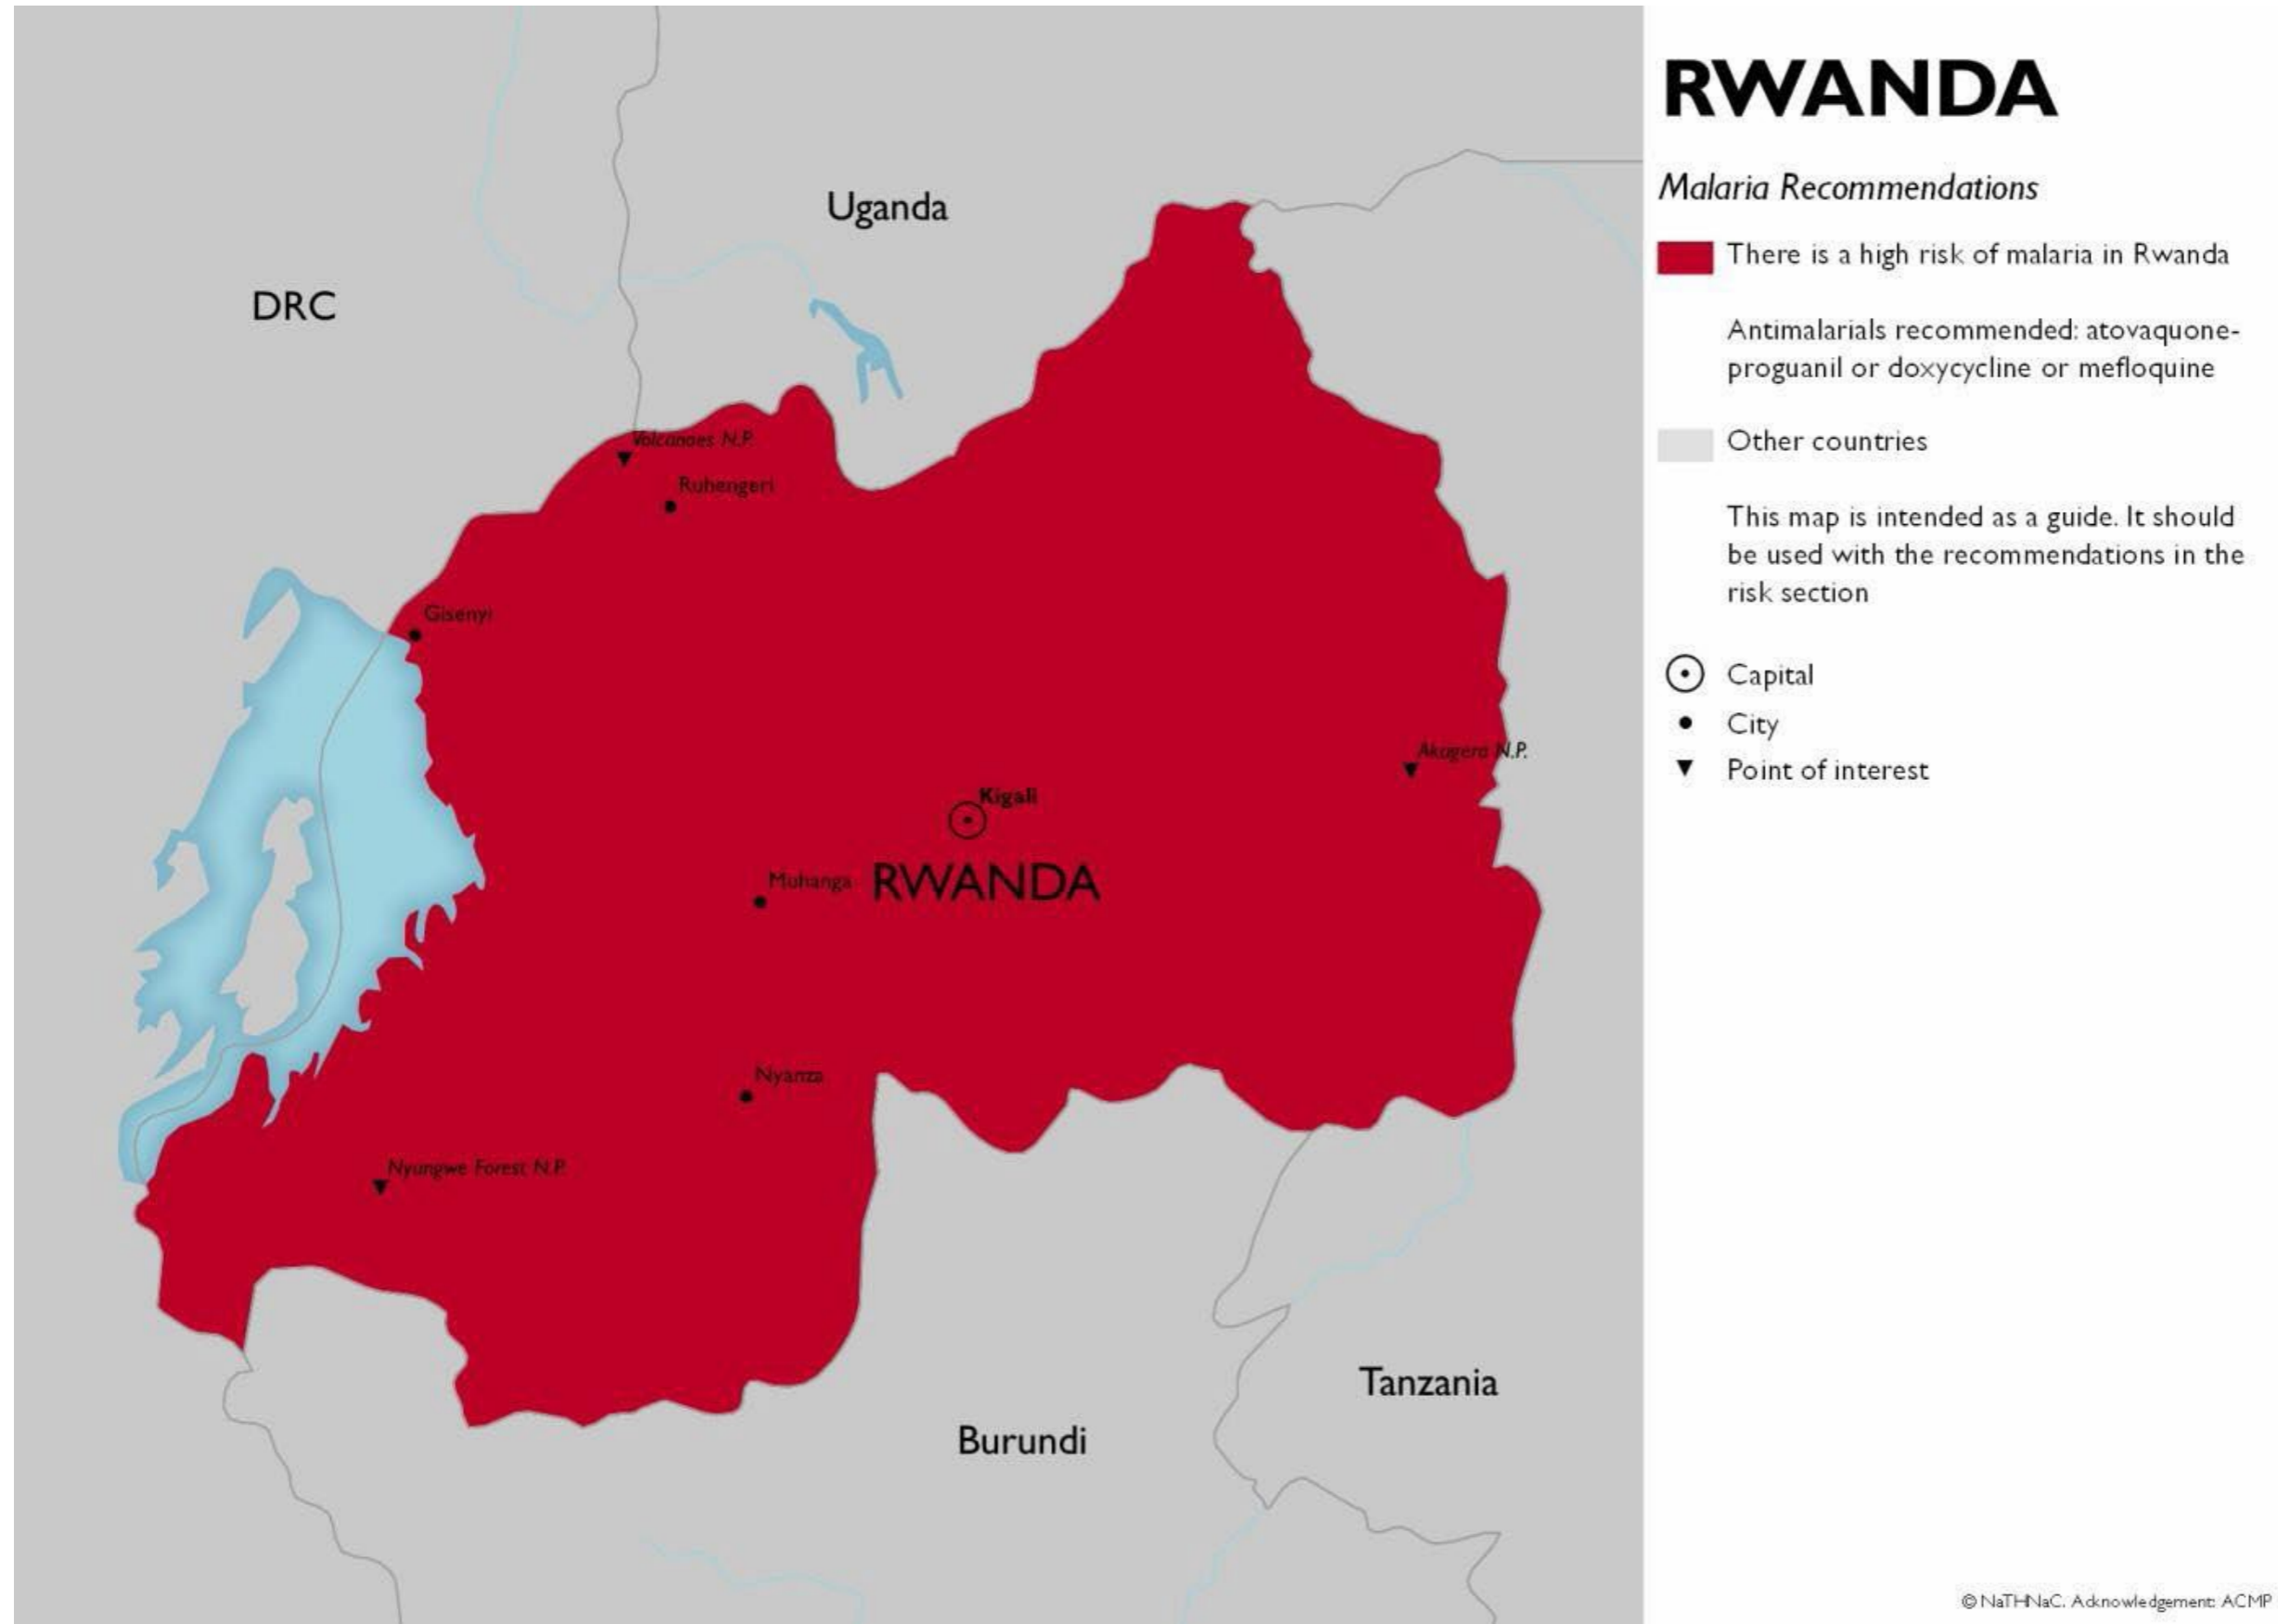 RWANDA
Malaria Recommendations
There is a high risk of malaria in Rwanda
Antimalarials recommended: atovaquone-
proguanil or doxycycline or mefloquine
Other countries
This map is intended as a guide. It should
be used with the recommendations in the
risk section
Capital
City
Point of interest
Uganda
DRC
Volcanoes N.P.
Ruhengeri
Gisenyi
Akagera N.P.
Kigali
Muhanga
RWANDA
Nyanza
Nyungwe Forest N.P.
Tanzania
Burundi
© NaTHNaC. Acknowledgement: ACMP